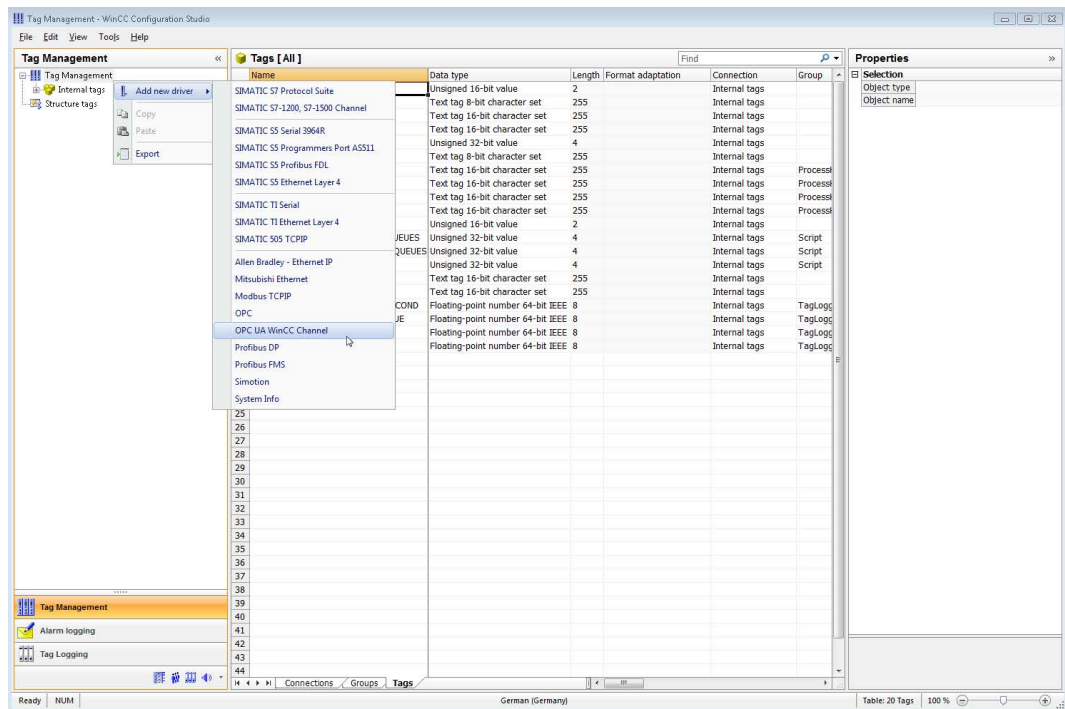 Tag Management - WinCC Configuration Studio
File Edit View Tools Help
Tag Management «
Tag Management
Internal tags
Structure tags
Add new driver
Copy
Paste
Export
SIMATIC S7 Protocol Suite
SIMATIC S7-1200, S7-1500 Channel
SIMATIC S5 Serial 3964R
SIMATIC S5 Programmers Port AS511
SIMATIC S5 Profibus FDL
SIMATIC S5 Ethernet Layer 4
SIMATIC TI Serial
SIMATIC TI Ethernet Layer 4
SIMATIC 505 TCPIP
Allen Bradley - Ethernet IP
Mitsubishi Ethernet
Modbus TCPIP
OPC
OPC UA WinCC Channel
Profibus DP
Profibus FMS
Simotion
System Info
Tags [ All ] Find
Name Data type Length Format adaptation Connection Group
Unsigned 16-bit value 2 Internal tags
Text tag 8-bit character set 255 Internal tags
Text tag 16-bit character set 255 Internal tags
Text tag 16-bit character set 255 Internal tags
Unsigned 32-bit value 4 Internal tags
Text tag 8-bit character set 255 Internal tags
Text tag 16-bit character set 255 Internal tags Process
Text tag 16-bit character set 255 Internal tags Process
Text tag 16-bit character set 255 Internal tags Process
Text tag 16-bit character set 255 Internal tags Process
Unsigned 16-bit value 2 Internal tags
UEUES Unsigned 32-bit value 4 Internal tags Script
QUEUES Unsigned 32-bit value 4 Internal tags Script
Unsigned 32-bit value 4 Internal tags Script
Text tag 16-bit character set 255 Internal tags
Text tag 16-bit character set 255 Internal tags
COND Floating-point number 64-bit IEEE 8 Internal tags TagLogg
UE Floating-point number 64-bit IEEE 8 Internal tags TagLogg
Floating-point number 64-bit IEEE 8 Internal tags TagLogg
Floating-point number 64-bit IEEE 8 Internal tags TagLogg
25
26
27
28
29
30
31
32
33
34
35
36
37
38
39
40
41
42
43
44
Connections Groups Tags
Properties »
Selection
Object type
Object name
Tag Management
Alarm logging
Tag Logging
Ready NUM German (Germany) Table: 20 Tags 100 %